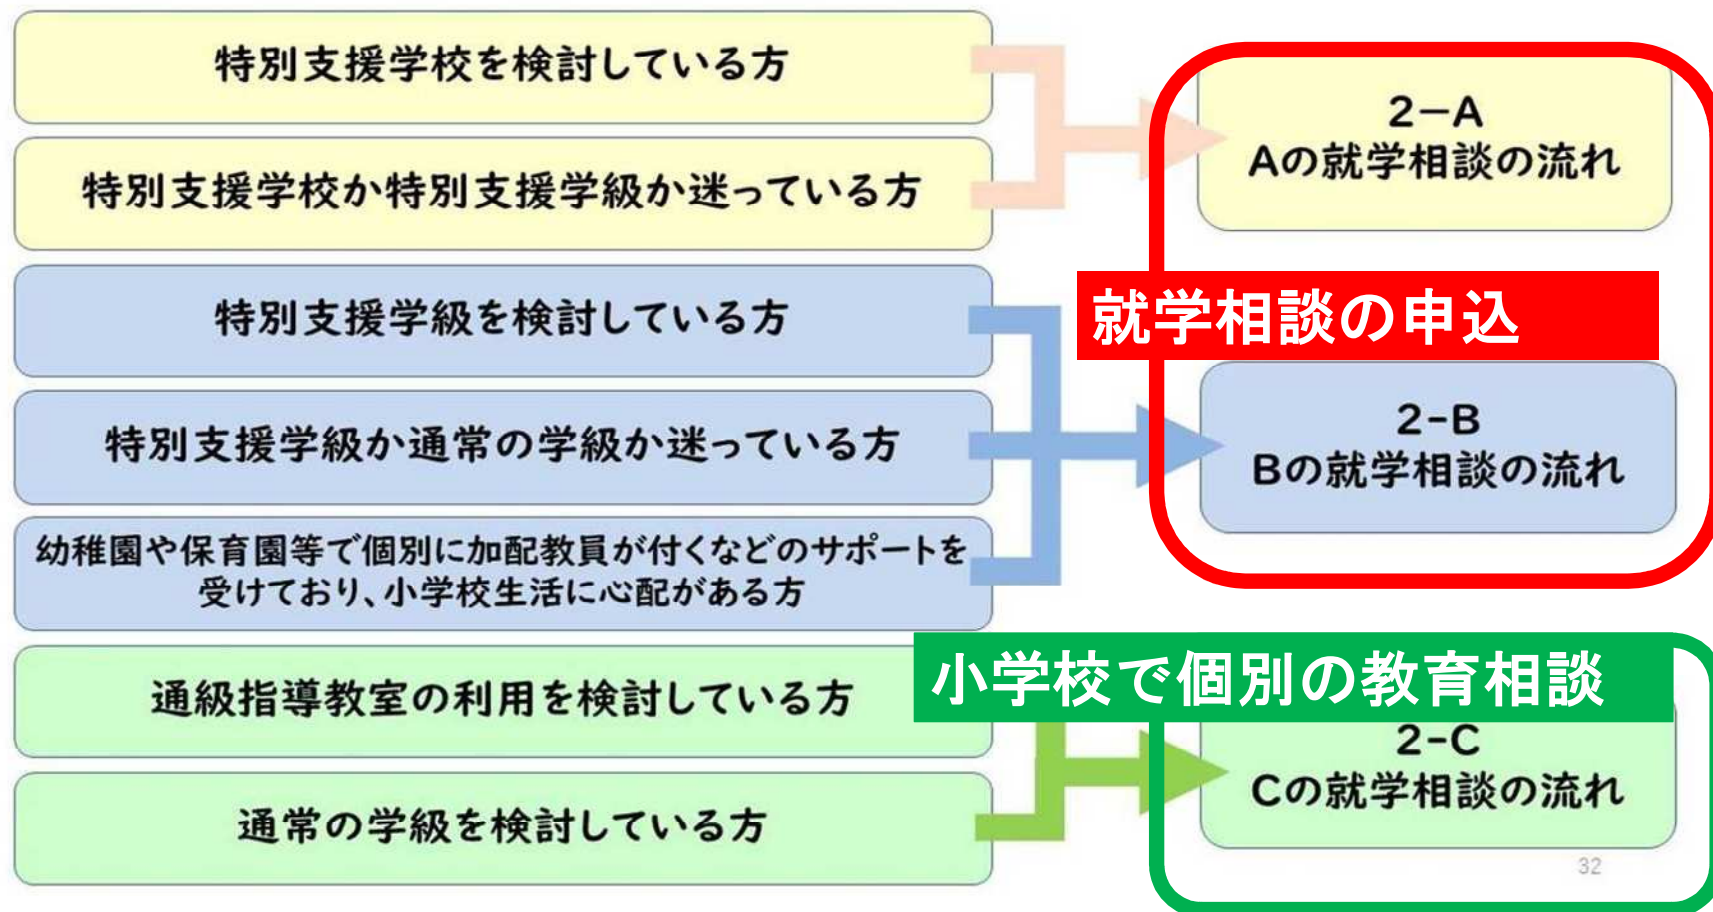 特別支援学校を検討している方
特別支援学校か特別支援学級か迷っている方
2－A
Aの就学相談の流れ
特別支援学級を検討している方
特別支援学級か通常の学級か迷っている方
幼稚園や保育園等で個別に加配教員が付くなどのサポートを
受けており、小学校生活に心配がある方
就学相談の申込
2-B
Bの就学相談の流れ
通級指導教室の利用を検討している方
通常の学級を検討している方
小学校で個別の教育相談
2-C
Cの就学相談の流れ
32